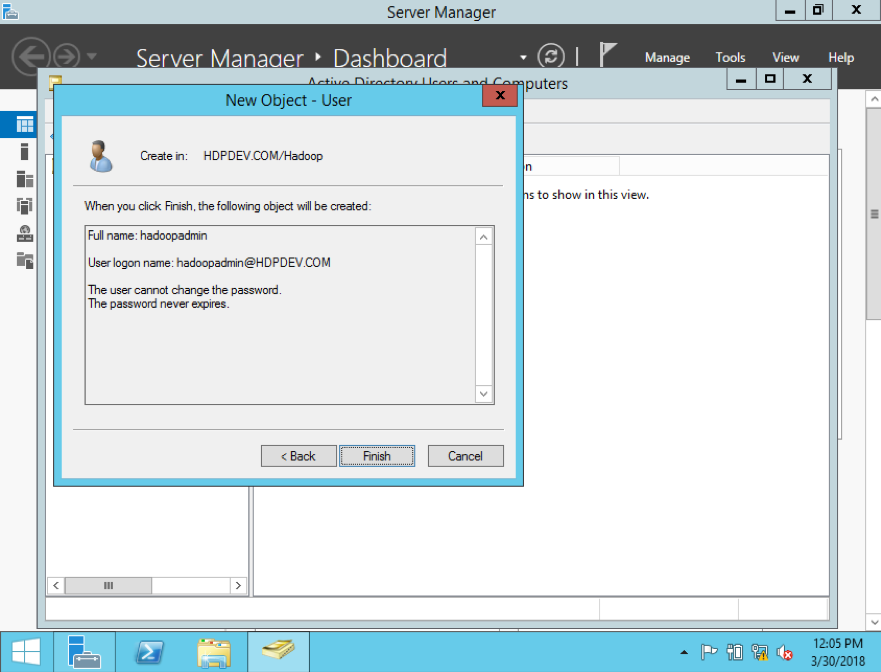 Server Manager
Server Manager ‣ Dashboard
Manage Tools View Help
Active Directory Users and Computers
New Object - User
Create in: HDPDEV.COM/Hadoop
When you click Finish, the following object will be created:
Full name: hadoopadmin
User logon name: hadoopadmin@HDPDEV.COM
The user cannot change the password.
The password never expires.
< Back Finish Cancel
ns to show in this view.
12:05 PM
3/30/2018